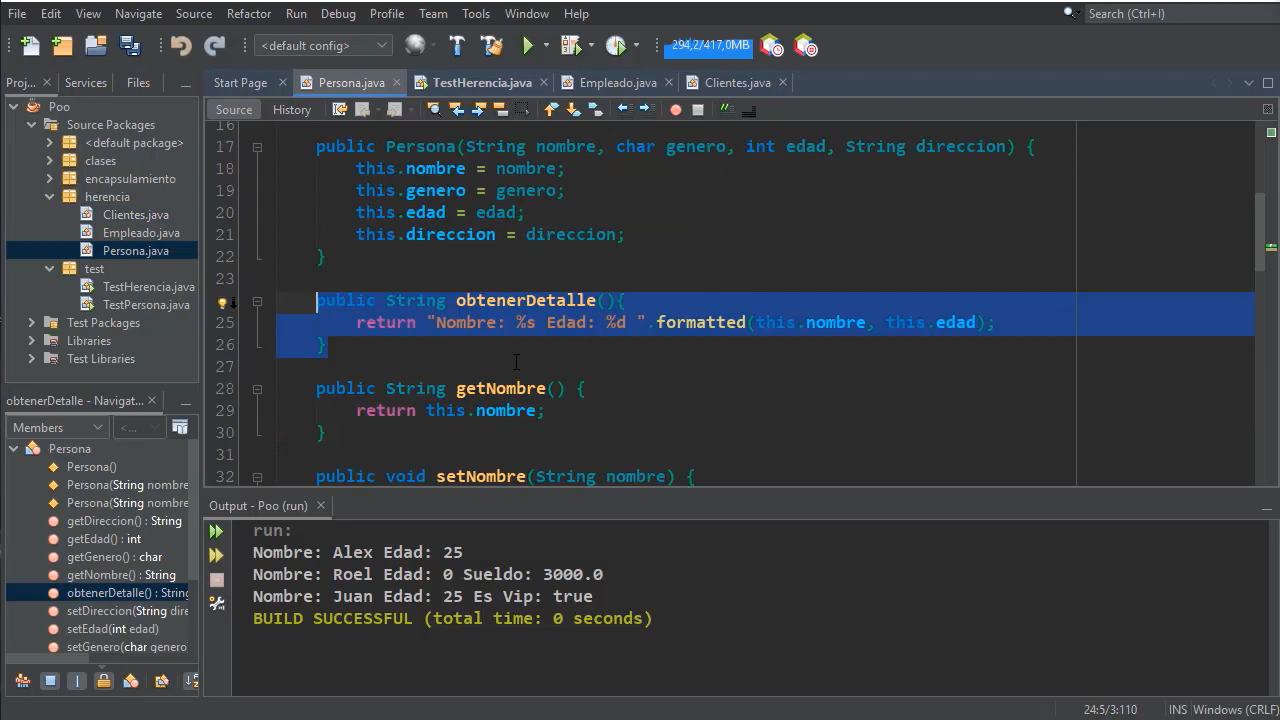 File Edit View Navigate Source Refactor Run Debug Profile Team Tools Window Help
Search (Ctrl+I)
<default config>
294,2/417,0MB
Proj... Services Files
Start Page Persona.java TestHerencia.java Empleado.java Clientes.java
Source History
Poo
Source Packages
<default package>
clases
encapsulamiento
herencia
Clientes.java
Empleado.java
Persona.java
test
TestHerencia.java
TestPersona.java
Test Packages
Libraries
Test Libraries
obtenerDetalle - Navigat...
Members
<...
Persona
Persona()
Persona(String nombre
Persona(String nombre
getDireccion() : String
getEdad() : int
getGenero() : char
getNombre() : String
obtenerDetalle() : String
setDireccion(String dire
setEdad(int edad)
setGenero(char genero
16
17 public Persona(String nombre, char genero, int edad, String direccion) {
18 this.nombre = nombre;
19 this.genero = genero;
20 this.edad = edad;
21 this.direccion = direccion;
22 }
23
public String obtenerDetalle(){
25 return "Nombre: %s Edad: %d ".formatted(this.nombre, this.edad);
26 }
27
28 public String getNombre() {
29 return this.nombre;
30 }
31
32 public void setNombre(String nombre) {
Output - Poo (run)
run:
Nombre: Alex Edad: 25
Nombre: Roel Edad: 0 Sueldo: 3000.0
Nombre: Juan Edad: 25 Es Vip: true
BUILD SUCCESSFUL (total time: 0 seconds)
24:5/3:110 INS Windows (CRLF)